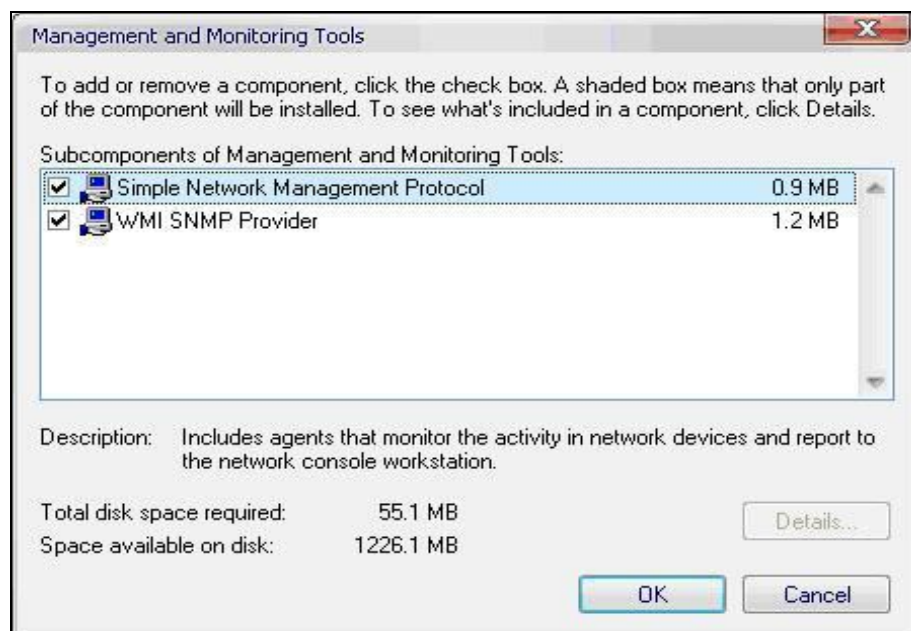 Management and Monitoring Tools
To add or remove a component, click the check box. A shaded box means that only part
of the component will be installed. To see what's included in a component, click Details.
Subcomponents of Management and Monitoring Tools:
Simple Network Management Protocol 0.9 MB
WMI SNMP Provider 1.2 MB
Description: Includes agents that monitor the activity in network devices and report to
the network console workstation.
Total disk space required: 55.1 MB
Space available on disk: 1226.1 MB
Details...
OK Cancel